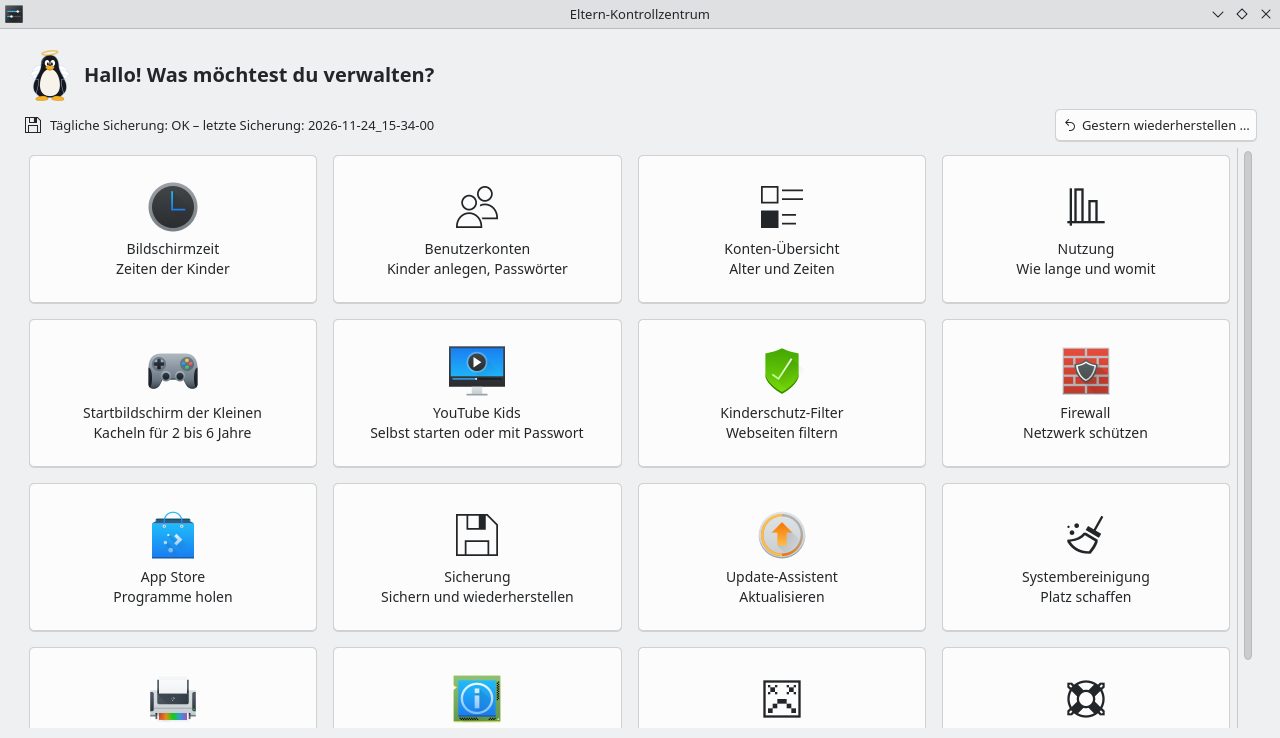 Eltern-Kontrollzentrum
Hallo! Was möchtest du verwalten?
Tägliche Sicherung: OK – letzte Sicherung: 2026-11-24_15-34-00
Gestern wiederherstellen ...
Bildschirmzeit
Zeiten der Kinder
Benutzerkonten
Kinder anlegen, Passwörter
Konten-Übersicht
Alter und Zeiten
Nutzung
Wie lange und womit
Startbildschirm der Kleinen
Kacheln für 2 bis 6 Jahre
YouTube Kids
Selbst starten oder mit Passwort
Kinderschutz-Filter
Webseiten filtern
Firewall
Netzwerk schützen
App Store
Programme holen
Sicherung
Sichern und wiederherstellen
Update-Assistent
Aktualisieren
Systembereinigung
Platz schaffen